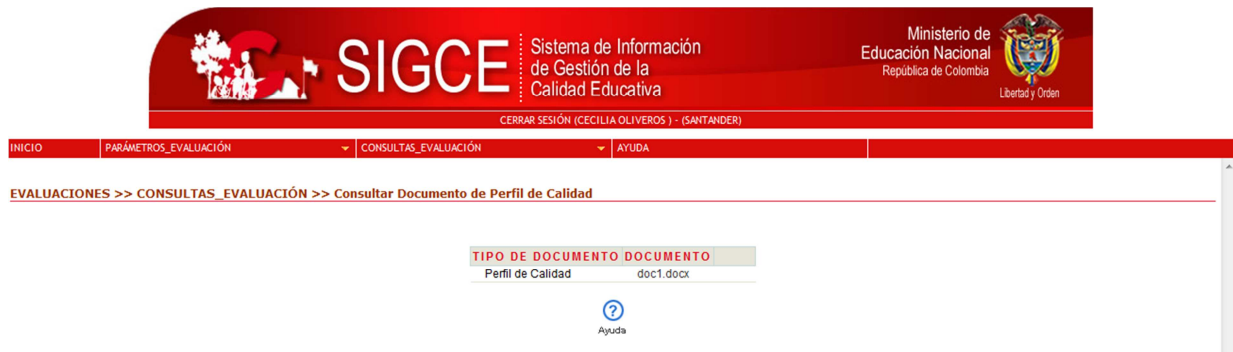 SIGCE
Sistema de Información
de Gestión de la
Calidad Educativa
Ministerio de
Educación Nacional
República de Colombia
Libertad y Orden
CERRAR SESIÓN (CECILIA OLIVEROS ) - (SANTANDER)
INICIO PARÁMETROS_EVALUACIÓN CONSULTAS_EVALUACIÓN AYUDA
EVALUACIONES >> CONSULTAS_EVALUACIÓN >> Consultar Documento de Perfil de Calidad
TIPO DE DOCUMENTO DOCUMENTO
Perfil de Calidad doc1.docx
?
Ayuda